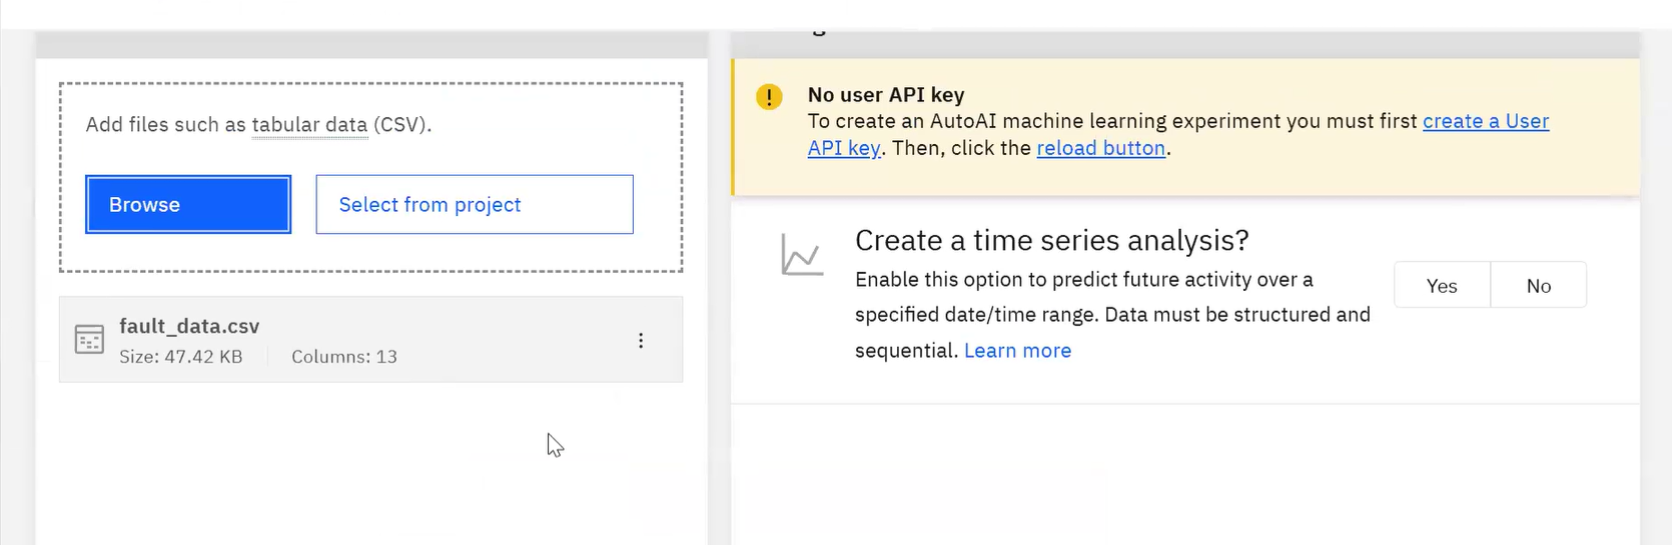 Add files such as tabular data (CSV).
Browse
Select from project
fault_data.csv
Size: 47.42 KB
Columns: 13
No user API key
To create an AutoAI machine learning experiment you must first create a User
API key. Then, click the reload button.
Create a time series analysis?
Enable this option to predict future activity over a
specified date/time range. Data must be structured and
sequential. Learn more
Yes
No